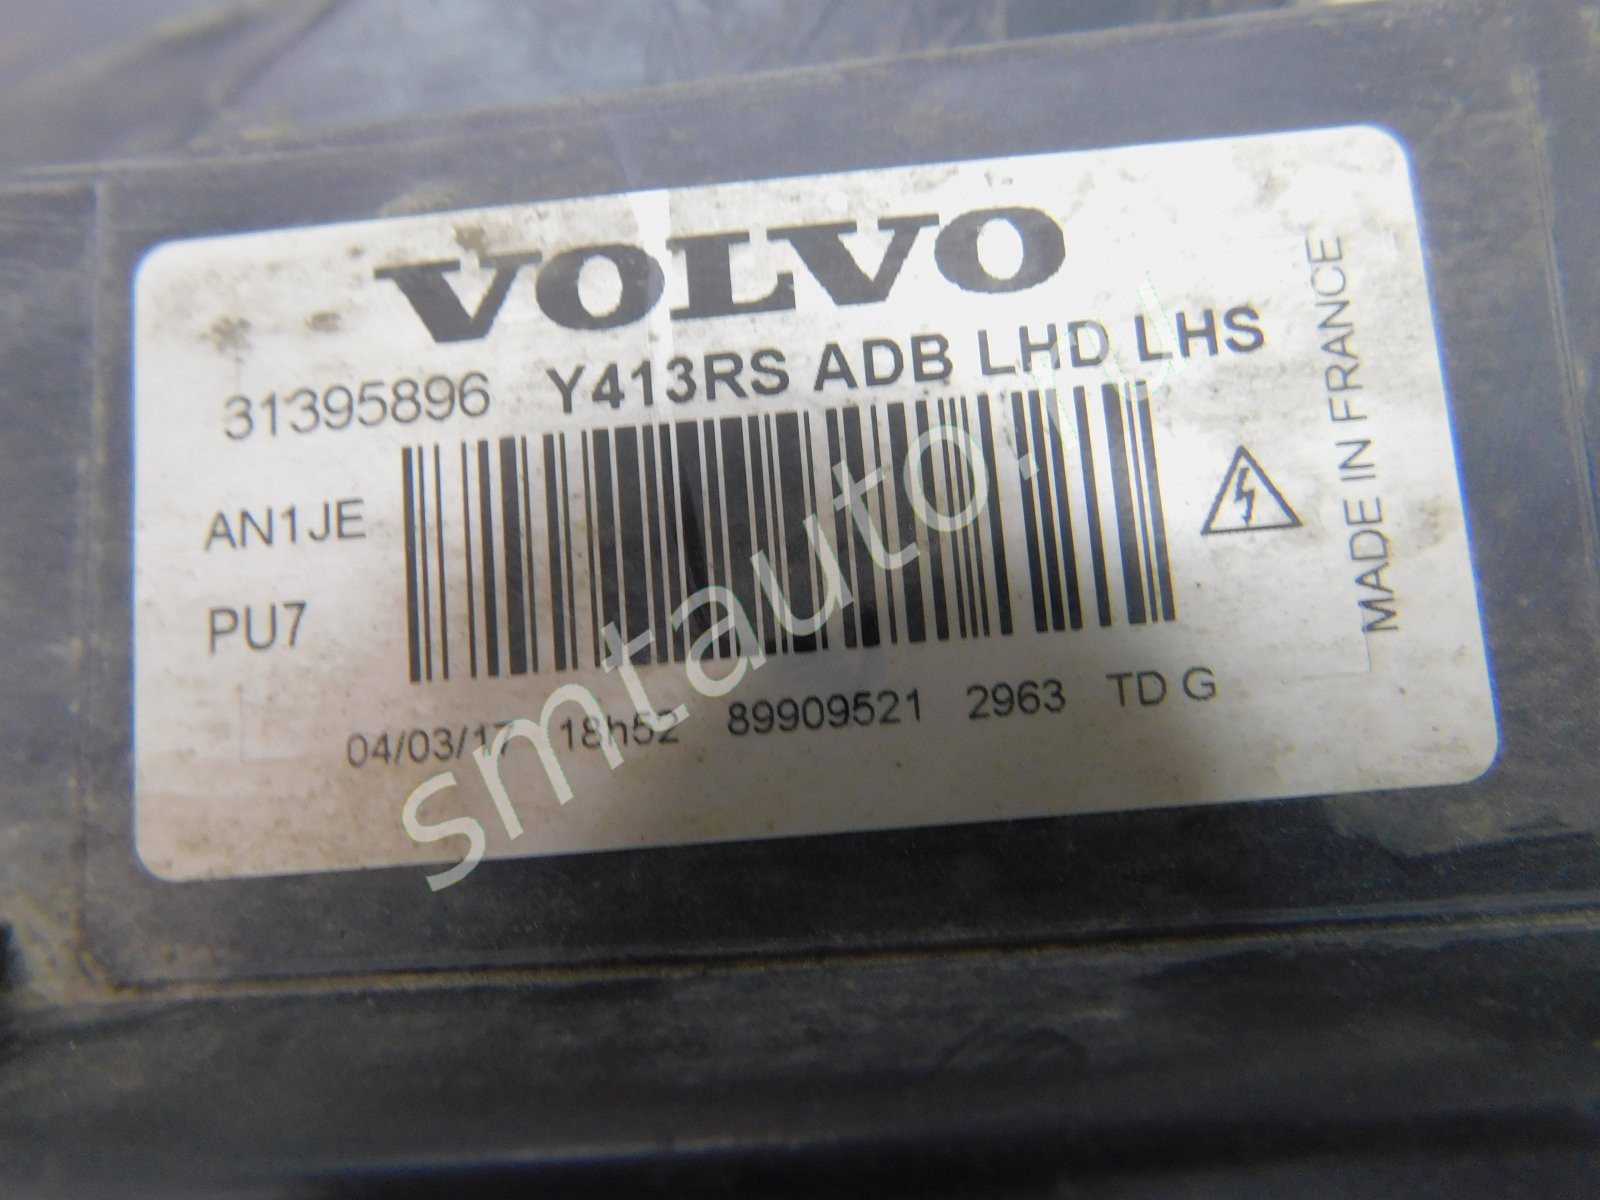 VOLVO
31395896 Y413RS ADB LHD LHS
AN1JE
PU7
04/03/17 18h52 89909521 2963 TD G
MADE IN FRANCE
smtauto.ru